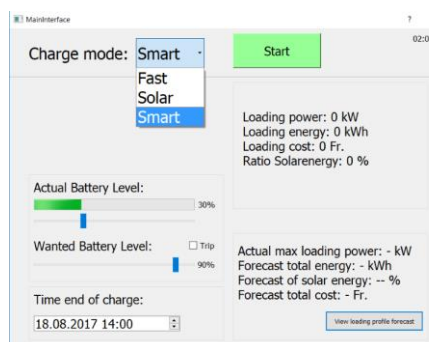 MainInterface ?
02:0
Charge mode: Smart Start
Fast
Solar
Smart
Loading power: 0 kW
Loading energy: 0 kWh
Loading cost: 0 Fr.
Ratio Solarenergy: 0 %
Actual Battery Level:
30%
Wanted Battery Level: Trip
90%
Time end of charge:
18.08.2017 14:00
Actual max loading power: - kW
Forecast total energy: - kWh
Forecast of solar energy: -- %
Forecast total cost: - Fr.
View loading profile forecast